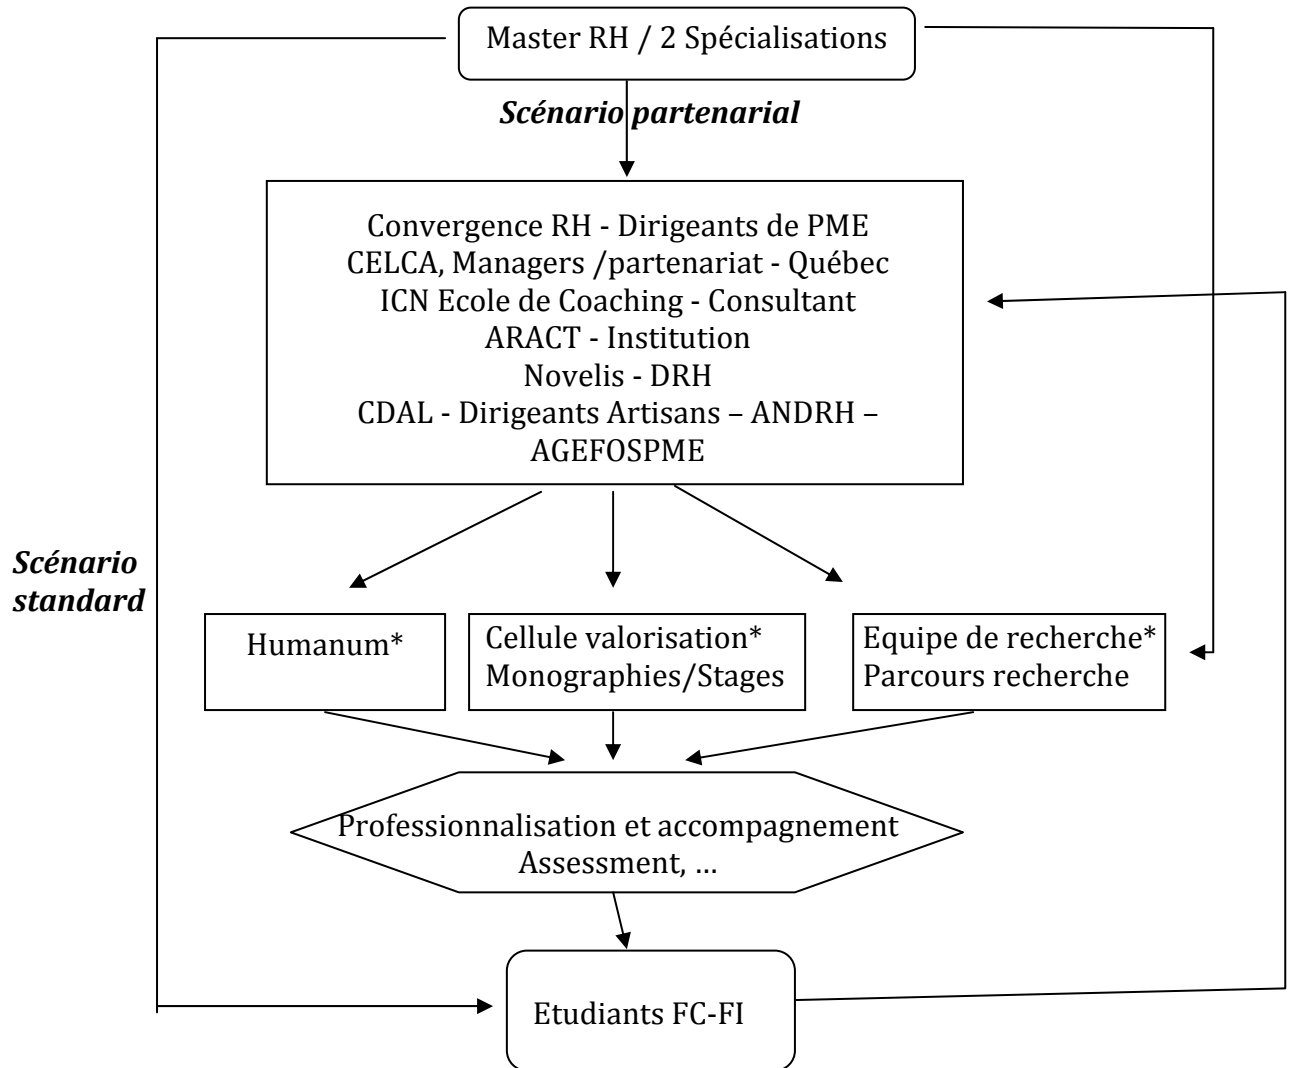 Master RH / 2 Spécialisations
Scénario partenarial
Convergence RH - Dirigeants de PME
CELCA, Managers /partenariat - Québec
ICN Ecole de Coaching - Consultant
ARACT - Institution
Novelis - DRH
CDAL - Dirigeants Artisans – ANDRH –
AGEFOSPME
Scénario
standard
Humanum*
Cellule valorisation*
Monographies/Stages
Equipe de recherche*
Parcours recherche
Professionnalisation et accompagnement
Assessment, ...
Etudiants FC-FI